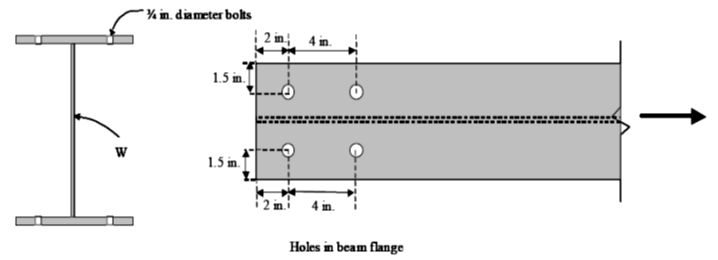 ¾ in. diameter bolts
W
2 in.
4 in.
1.5 in.
1.5 in.
2 in.
4 in.
Holes in beam flange